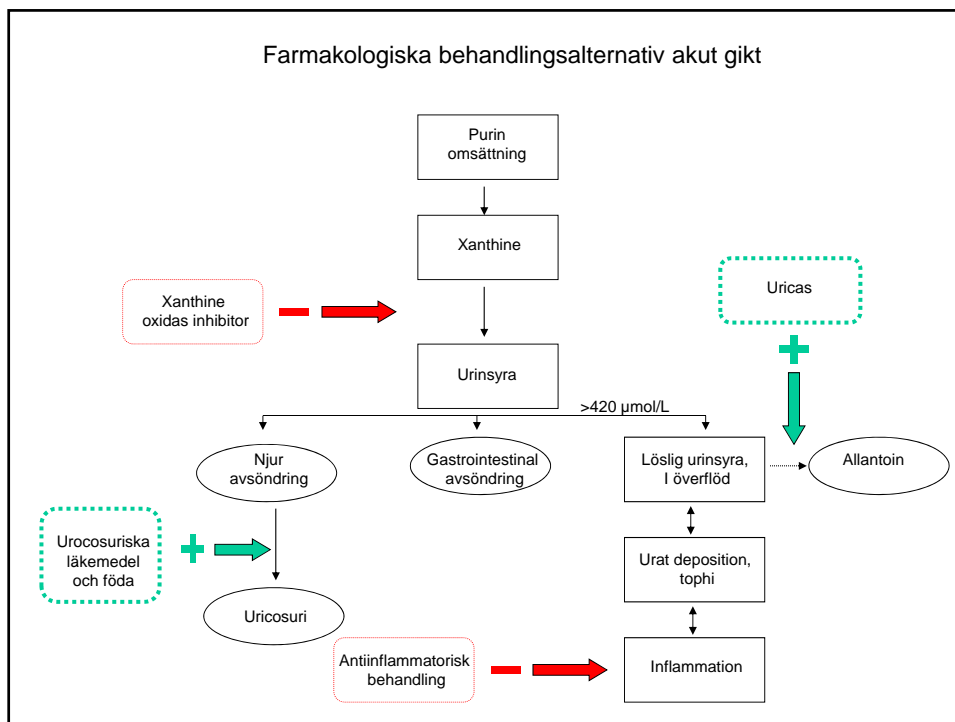 Farmakologiska behandlingsalternativ akut gikt
Purin
omsättning
Xanthine
Xanthine
oxidas inhibitor
Uricas
Urinsyra
>420 µmol/L
Njur
avsöndring
Gastrointestinal
avsöndring
Löslig urinsyra,
I överflöd
Allantoin
Urocosuriska
läkemedel
och föda
Urat deposition,
tophi
Uricosuri
Antiinflammatorisk
behandling
Inflammation